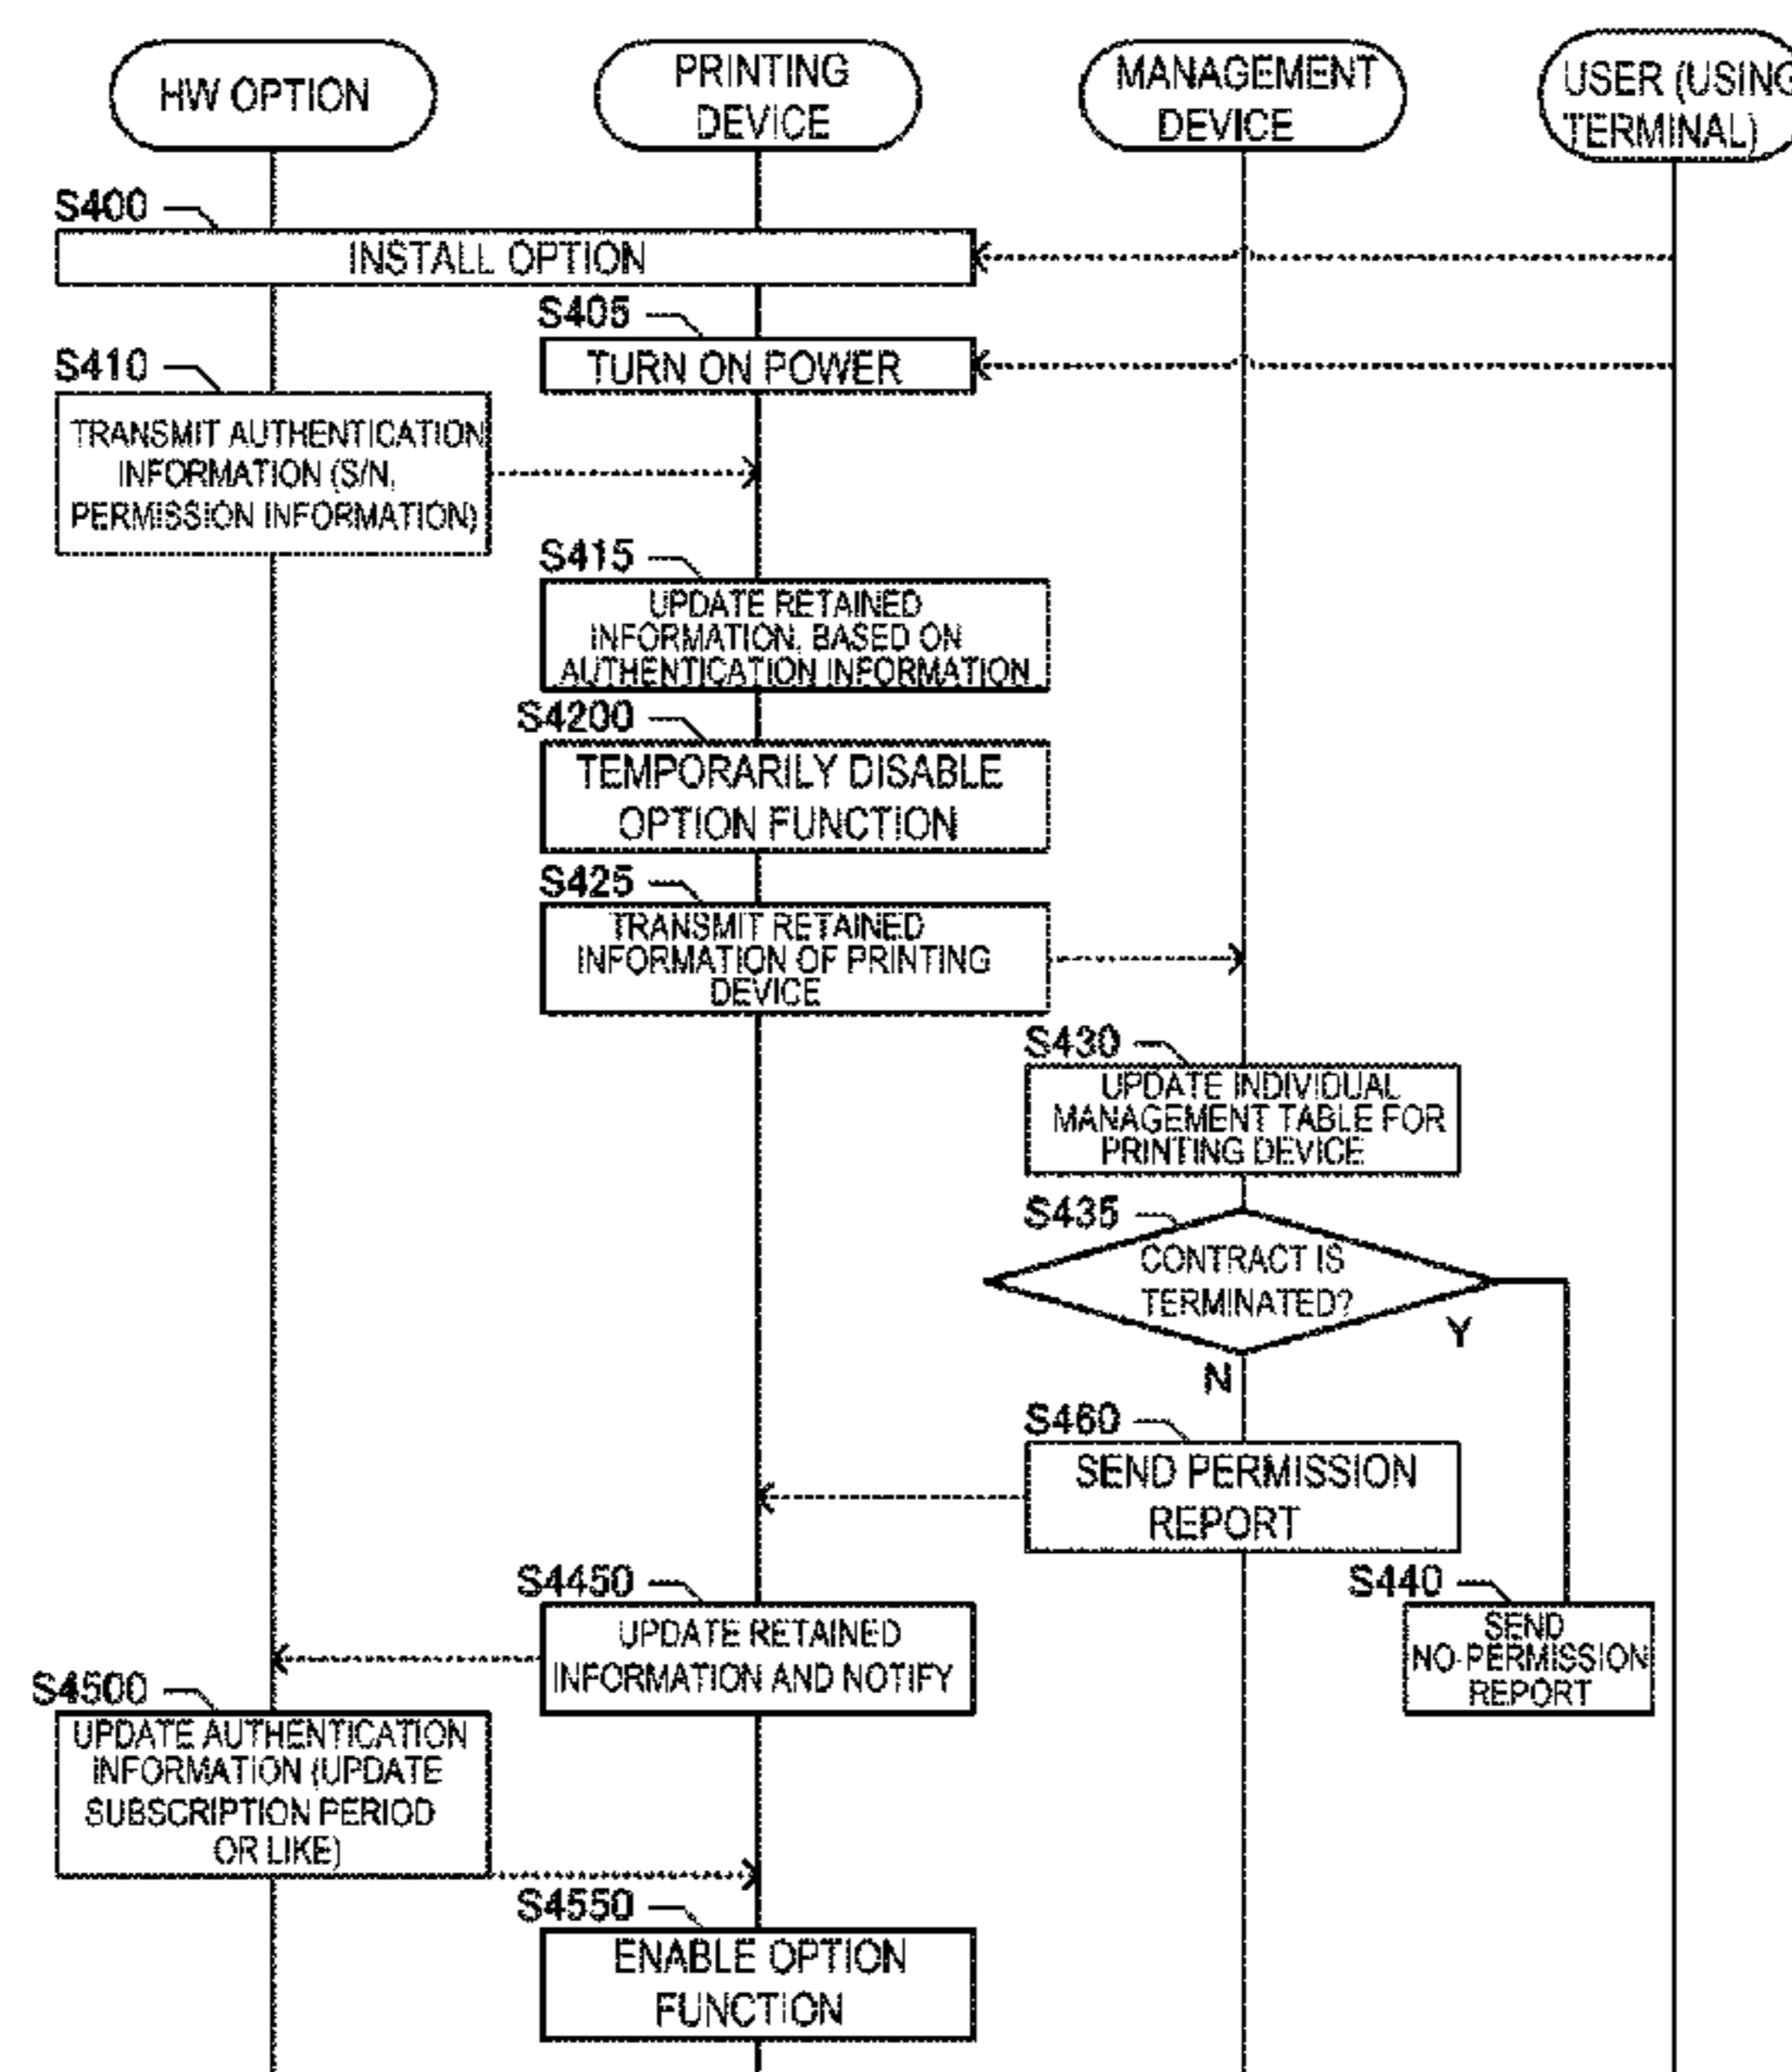 HW OPTION
PRINTING
DEVICE
MANAGEMENT
DEVICE
USER (USING
TERMINAL)
S400
INSTALL OPTION
S405
TURN ON POWER
S410
TRANSMIT AUTHENTICATION
INFORMATION (S/N,
PERMISSION INFORMATION)
S415
UPDATE RETAINED
INFORMATION, BASED ON
AUTHENTICATION INFORMATION
S4200
TEMPORARILY DISABLE
OPTION FUNCTION
S425
TRANSMIT RETAINED
INFORMATION OF PRINTING
DEVICE
S430
UPDATE INDIVIDUAL
MANAGEMENT TABLE FOR
PRINTING DEVICE
S435
CONTRACT IS
TERMINATED?
Y
N
S460
SEND PERMISSION
REPORT
S4450
UPDATE RETAINED
INFORMATION AND NOTIFY
S440
SEND
NO-PERMISSION
REPORT
S4500
UPDATE AUTHENTICATION
INFORMATION (UPDATE
SUBSCRIPTION PERIOD
OR LIKE)
S4550
ENABLE OPTION
FUNCTION